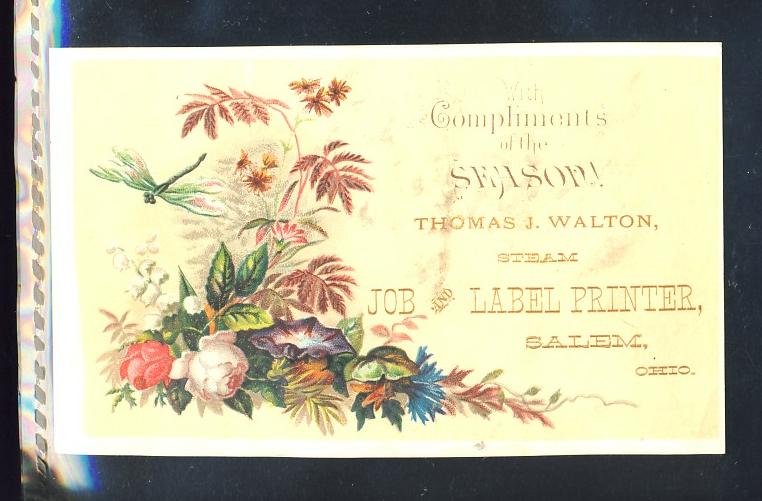 With
Compliments
of the
SEASON!
THOMAS J. WALTON,
STEAM
JOB AND LABEL PRINTER,
SALEM,
OHIO.